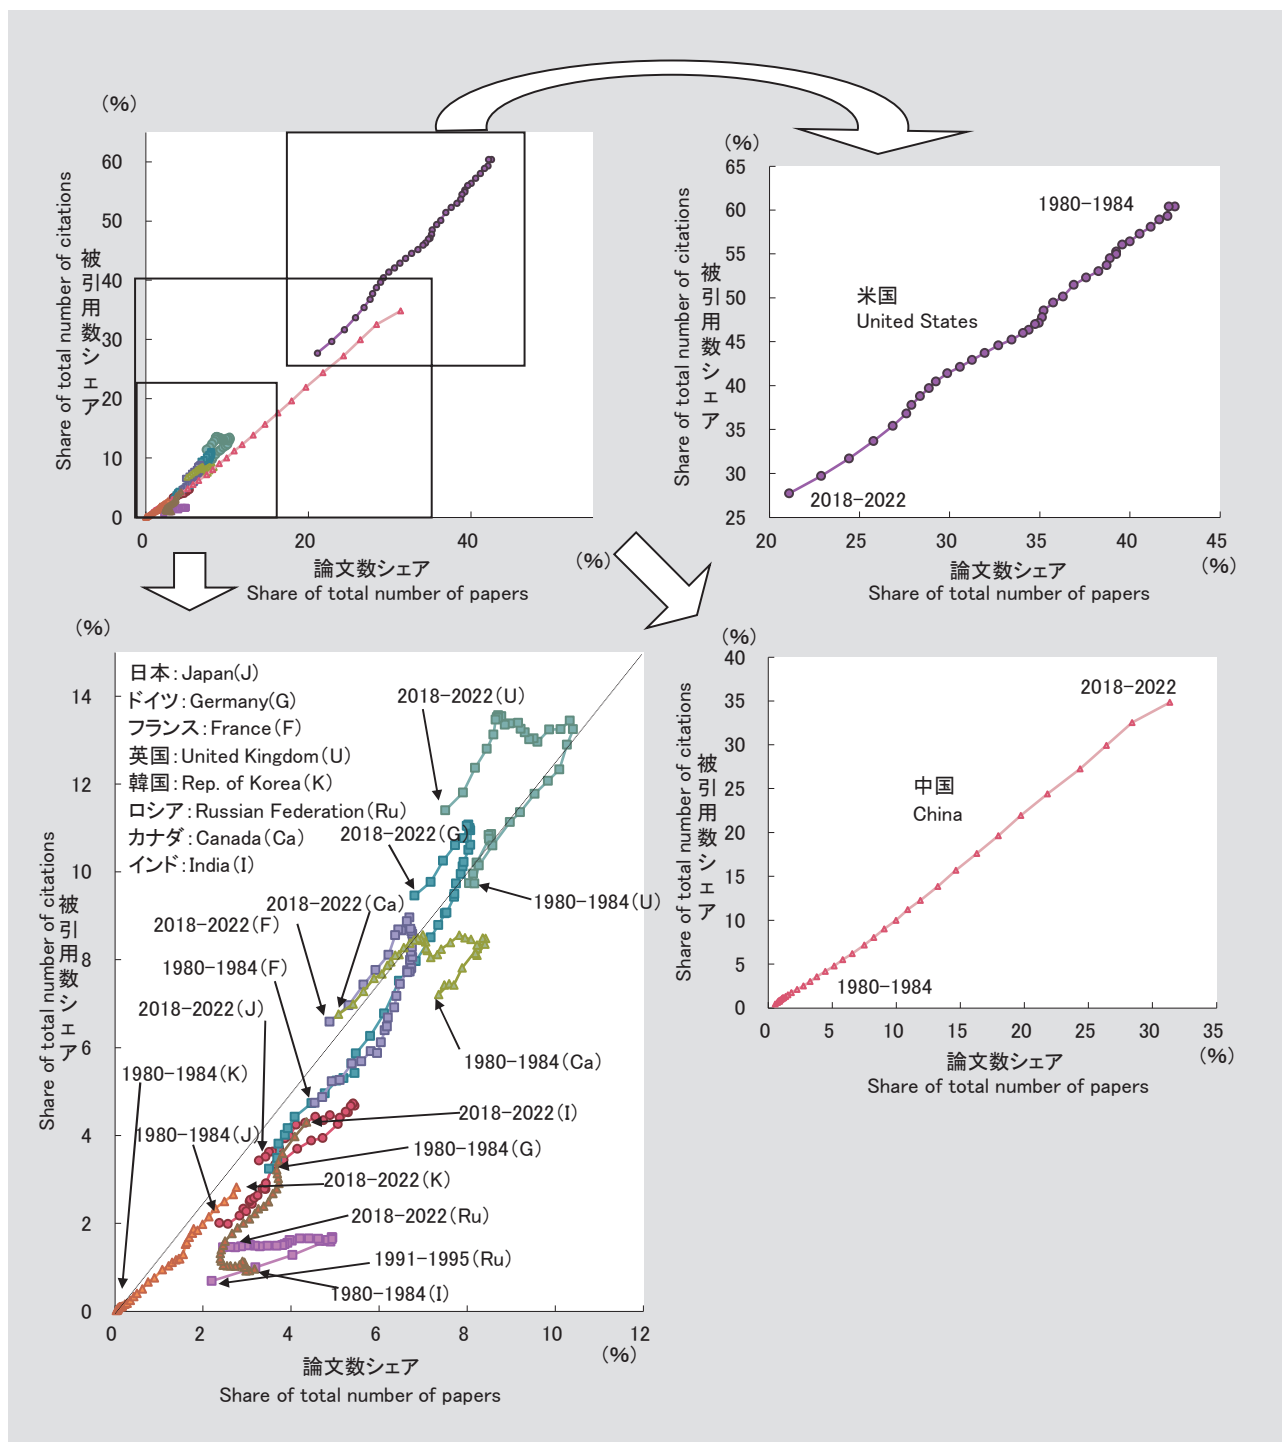 (%)
60
50
40
30
20
10
0
0
20
40
(%)
被引用数シェア
Share of total number of citations
論文数シェア
Share of total number of papers
(%)
65
60
55
50
45
40
35
30
25
20
25
30
35
40
45
(%)
1980-1984
米国
United States
2018-2022
被引用数シェア
Share of total number of citations
論文数シェア
Share of total number of papers
(%)
14
12
10
8
6
4
2
0
0
2
4
6
8
10
12
(%)
日本:Japan(J)
ドイツ:Germany(G)
フランス:France(F)
英国:United Kingdom(U)
韓国:Rep. of Korea(K)
ロシア:Russian Federation(Ru)
カナダ:Canada(Ca)
インド:India(I)
2018-2022(U)
2018-2022(G)
2018-2022(Ca)
1980-1984(U)
2018-2022(F)
1980-1984(F)
2018-2022(J)
1980-1984(Ca)
1980-1984(K)
2018-2022(I)
1980-1984(J)
1980-1984(G)
2018-2022(K)
2018-2022(Ru)
1991-1995(Ru)
1980-1984(I)
被引用数シェア
Share of total number of citations
論文数シェア
Share of total number of papers
(%)
40
35
30
25
20
15
10
5
0
0
5
10
15
20
25
30
35
(%)
2018-2022
中国
China
1980-1984
被引用数シェア
Share of total number of citations
論文数シェア
Share of total number of papers